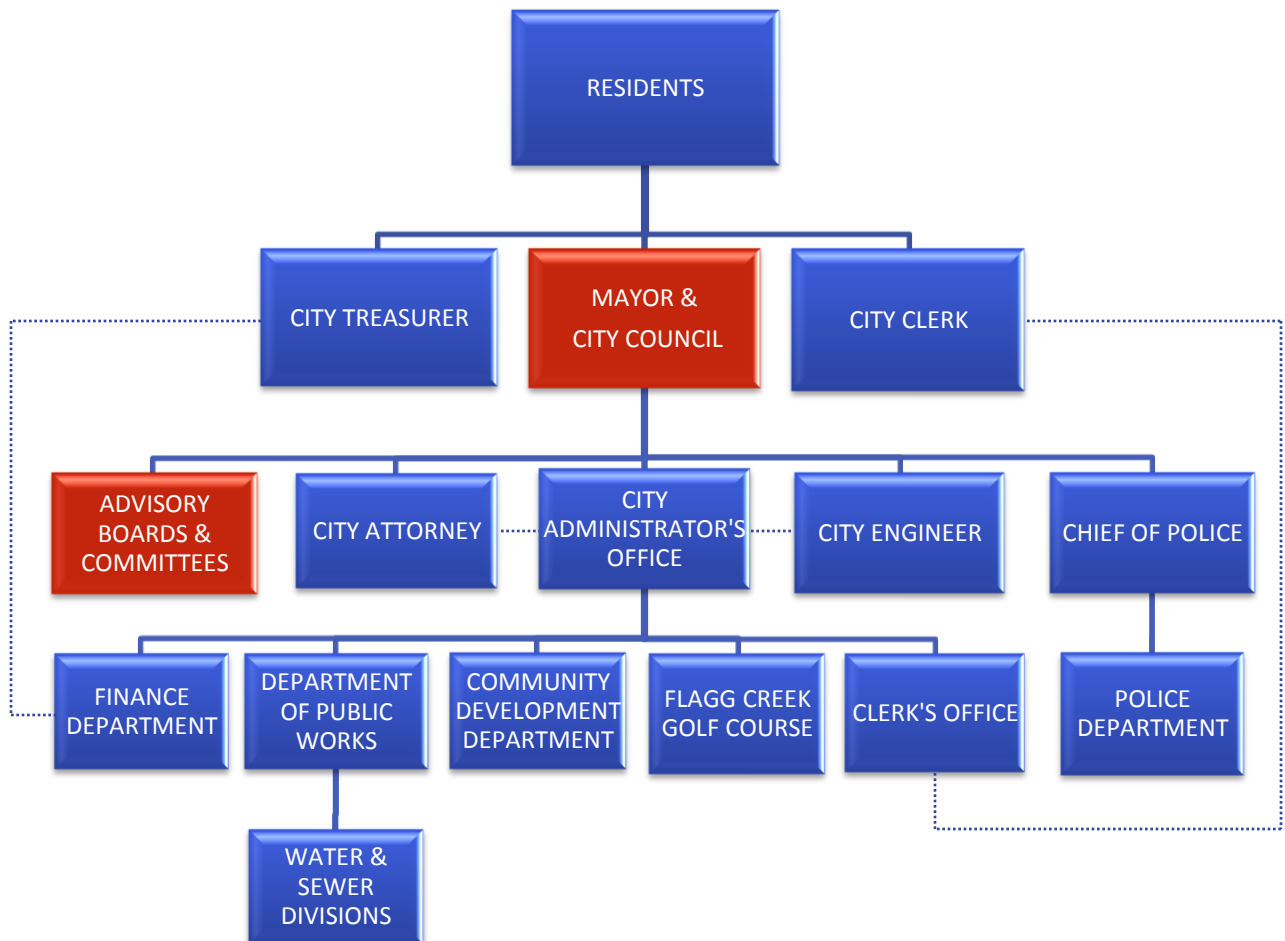 RESIDENTS
CITY TREASURER
MAYOR &
CITY COUNCIL
CITY CLERK
ADVISORY
BOARDS &
COMMITTEES
CITY ATTORNEY
CITY
ADMINISTRATOR'S
OFFICE
CITY ENGINEER
CHIEF OF POLICE
FINANCE
DEPARTMENT
DEPARTMENT
OF PUBLIC
WORKS
COMMUNITY
DEVELOPMENT
DEPARTMENT
FLAGG CREEK
GOLF COURSE
CLERK'S OFFICE
POLICE
DEPARTMENT
WATER &
SEWER
DIVISIONS